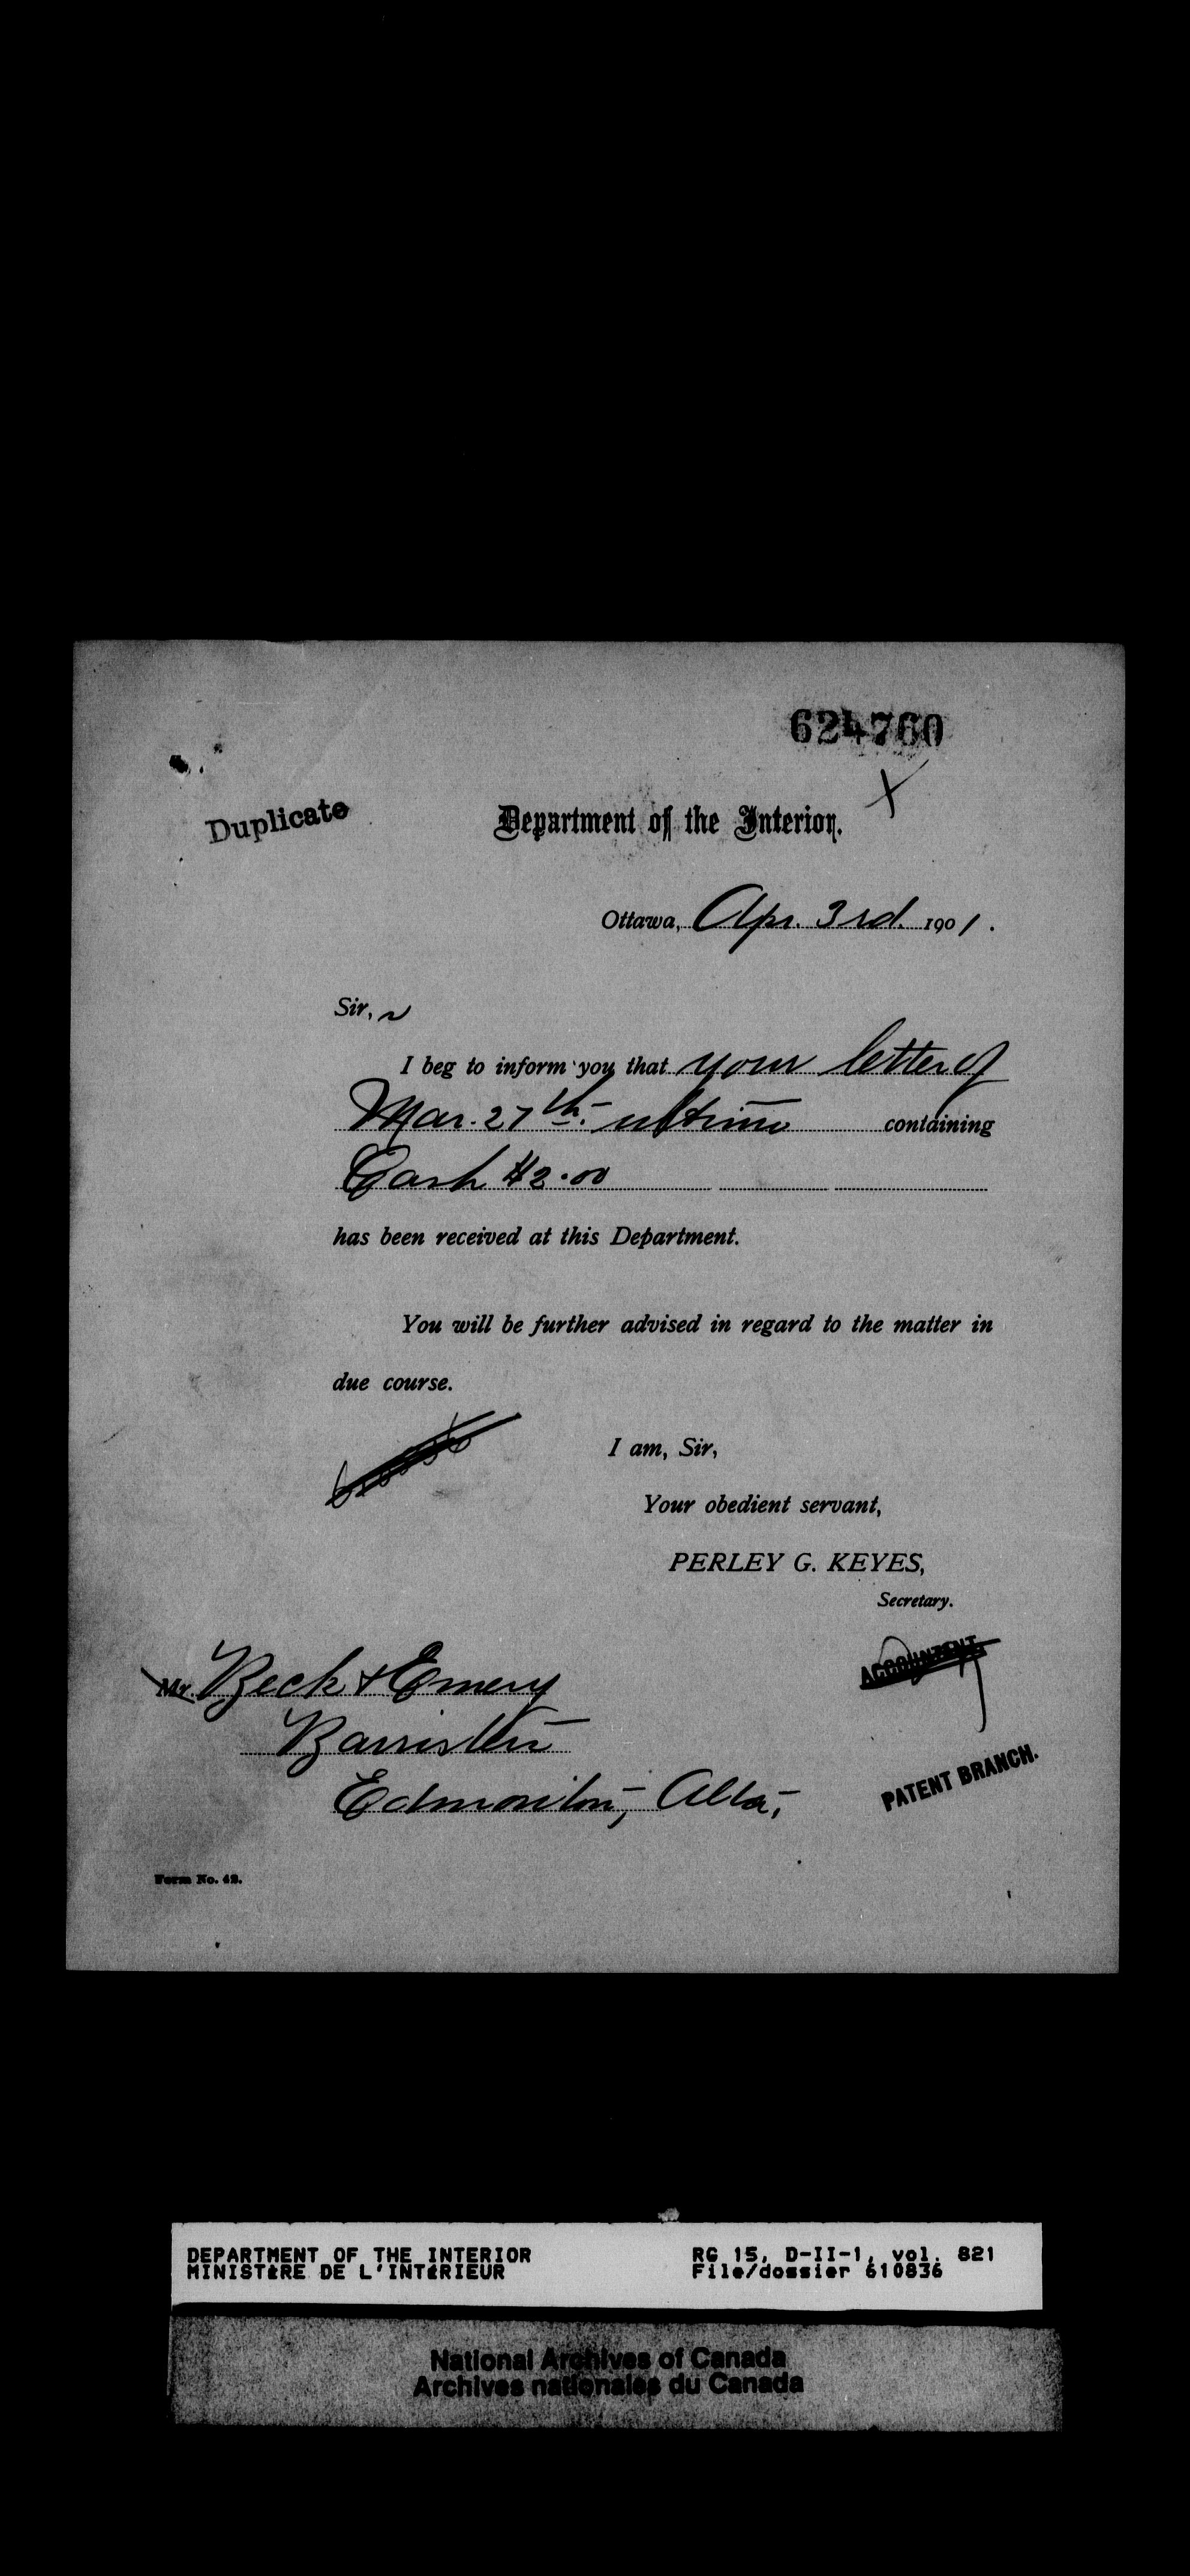 624760
X
Duplicate
Department of the Interior.
Ottawa, Apr. 3rd. 1901.
Sir,
I beg to inform you that your letter of
Mar. 27th. ultimo containing
Cash $2.00
has been received at this Department.
You will be further advised in regard to the matter in
due course.
I am, Sir,
Your obedient servant,
PERLEY G. KEYES,
Secretary.
ACCOUNTANT.
Mr. Beck & Emery
Barristers
Edmonton, Alta,
PATENT BRANCH.
Form No. 42.
DEPARTMENT OF THE INTERIOR
MINISTÈRE DE L'INTÉRIEUR
RG 15, D-II-1, vol. 821
File/dossier 610836
National Archives of Canada
Archives nationales du Canada